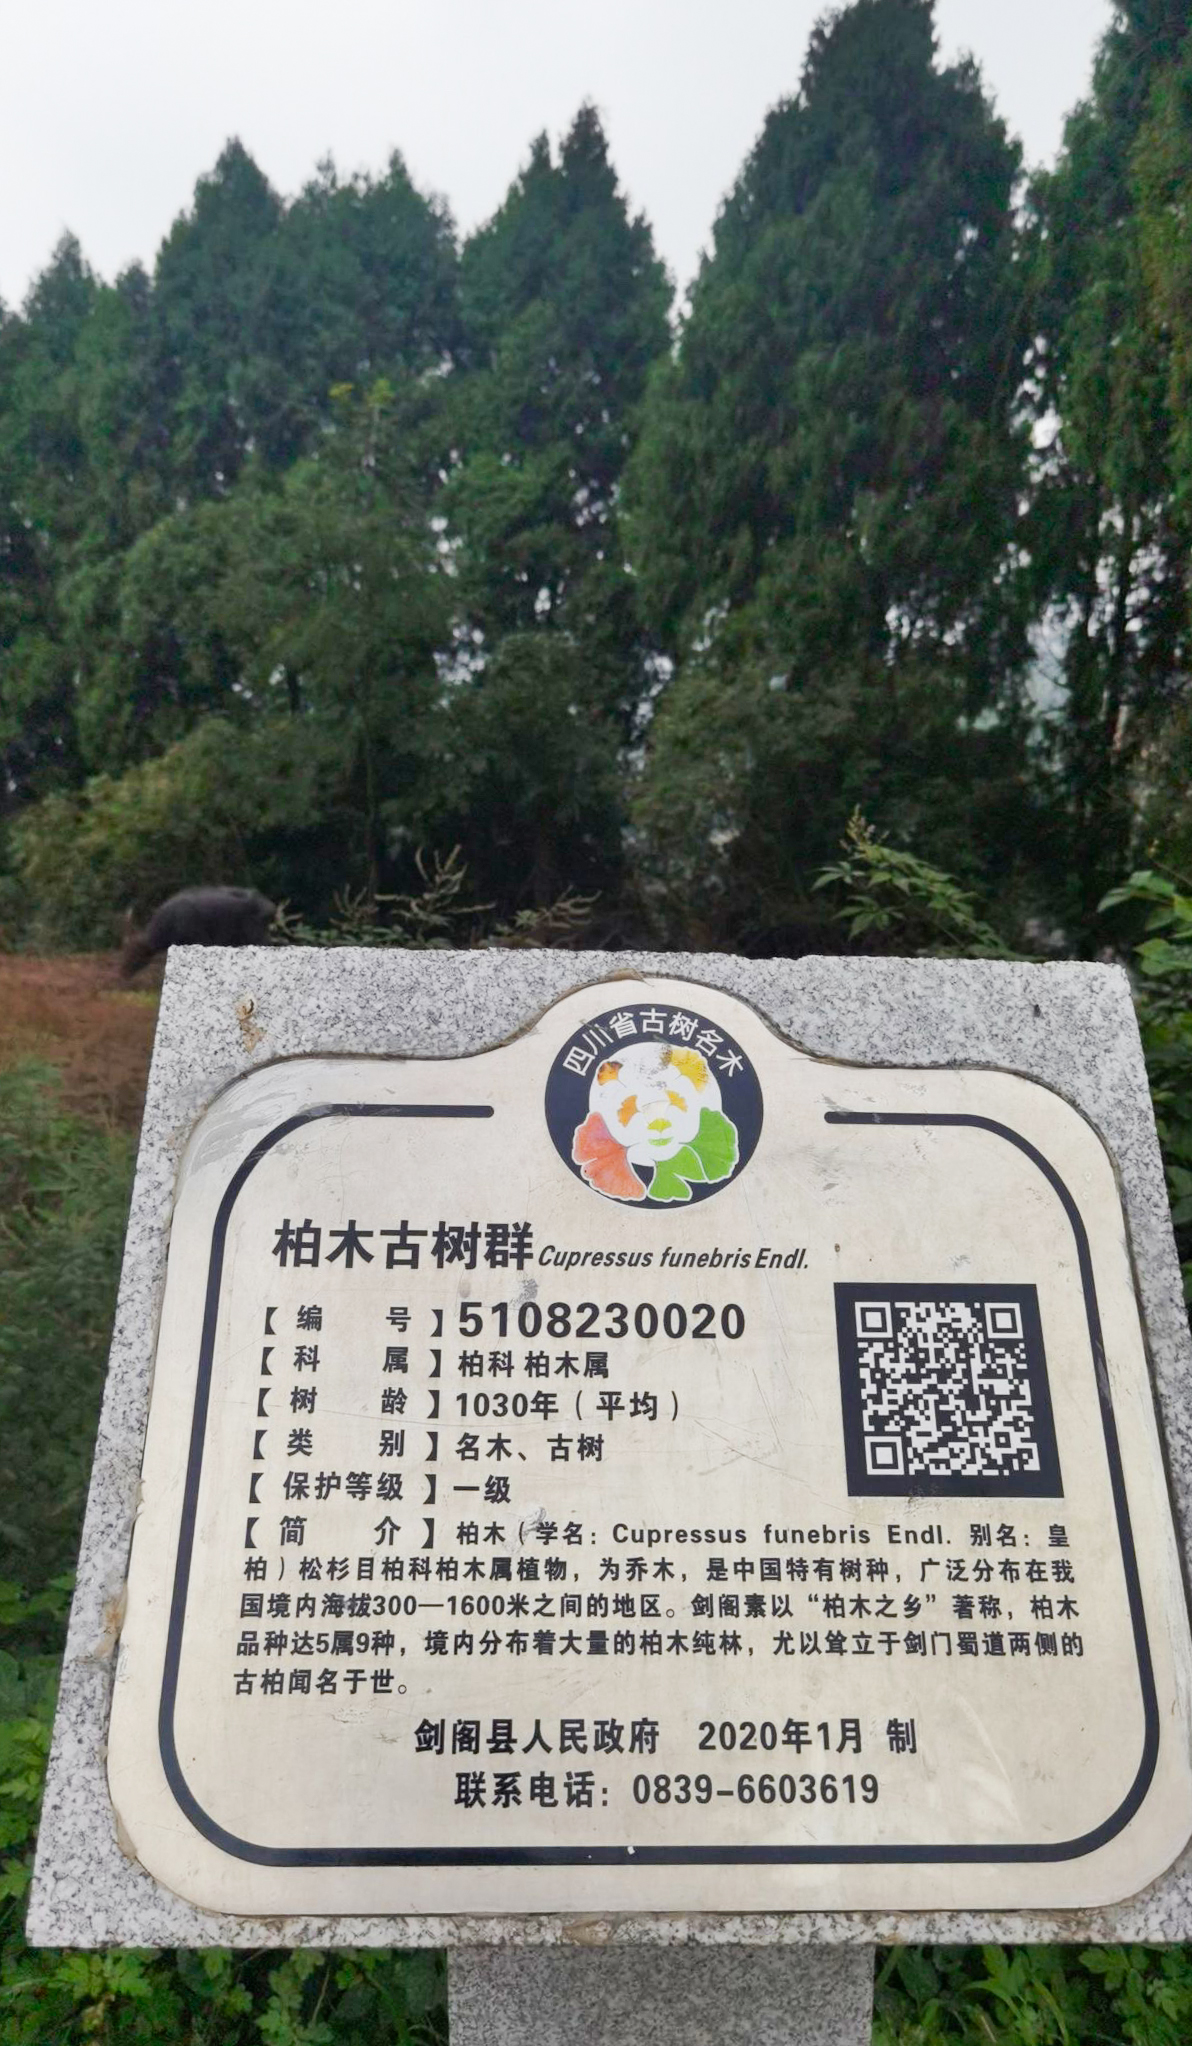 四川省古树名木
柏木古树群 Cupressus funebris Endl.
【编号】5108230020
【科属】柏科 柏木属
【树龄】1030年（平均）
【类别】名木、古树
【保护等级】一级
【简介】柏木（学名：Cupressus funebris Endl. 别名：皇
柏）松杉目柏科柏木属植物，为乔木，是中国特有树种，广泛分布在我
国境内海拔300—1600米之间的地区。剑阁素以“柏木之乡”著称，柏木
品种达5属9种，境内分布着大量的柏木纯林，尤以耸立于剑门蜀道两侧的
古柏闻名于世。
剑阁县人民政府 2020年1月 制
联系电话：0839-6603619